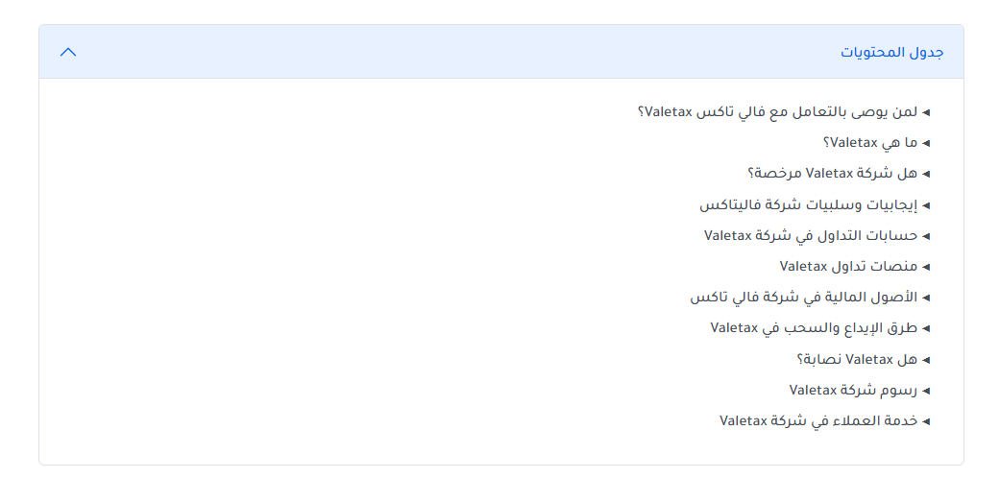 جدول المحتويات
◂ لمن يوصى بالتعامل مع فالي تاكس Valetax؟
◂ ما هي Valetax؟
◂ هل شركة Valetax مرخصة؟
◂ إيجابيات وسلبيات شركة فاليتاكس
◂ حسابات التداول في شركة Valetax
◂ منصات تداول Valetax
◂ الأصول المالية في شركة فالي تاكس
◂ طرق الإيداع والسحب في Valetax
◂ هل Valetax نصابة؟
◂ رسوم شركة Valetax
◂ خدمة العملاء في شركة Valetax